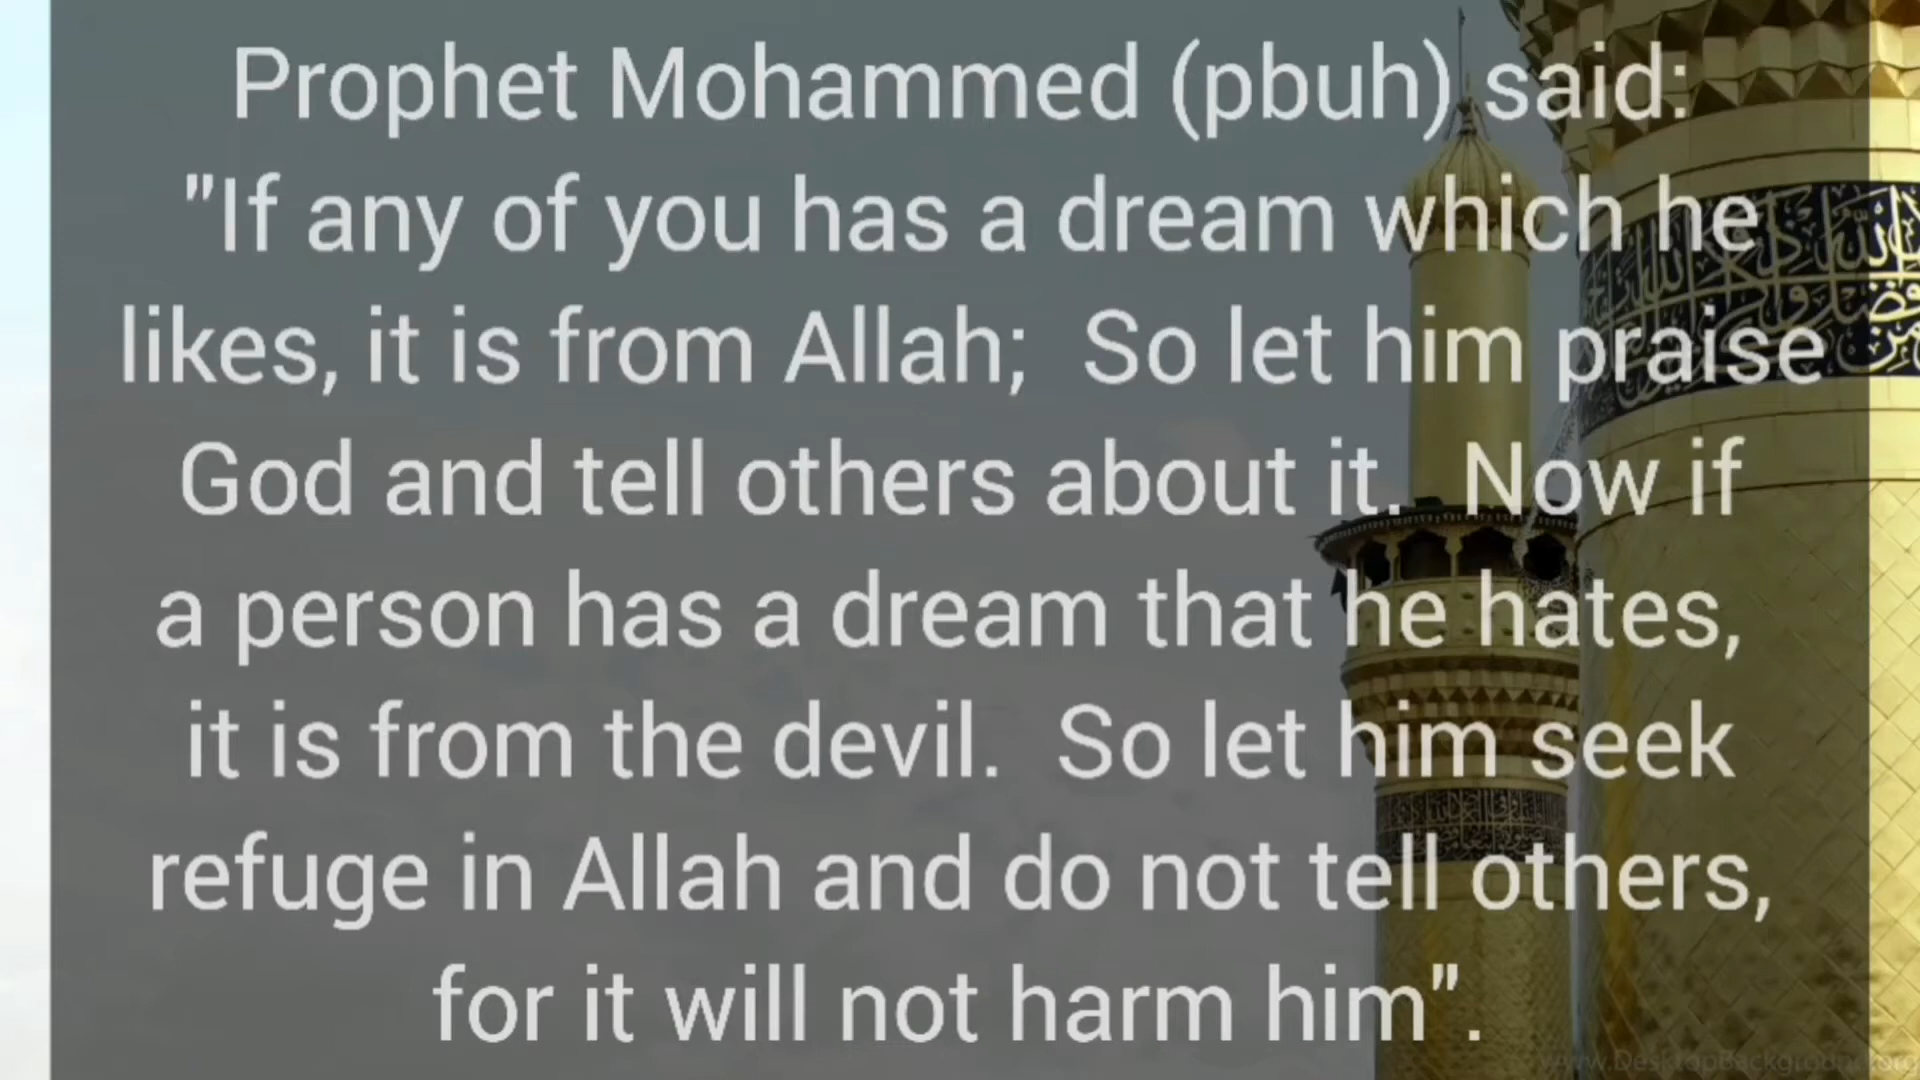 Prophet Mohammed (pbuh) said:
"If any of you has a dream which he
likes, it is from Allah;  So let him praise
God and tell others about it.  Now if
a person has a dream that he hates,
it is from the devil.  So let him seek
refuge in Allah and do not tell others,
for it will not harm him".
www.DesktopBackground.org